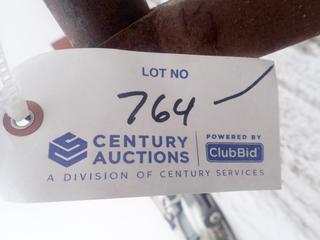 LOT NO
764
CENTURY AUCTIONS
POWERED BY
ClubBid
A DIVISION OF CENTURY SERVICES